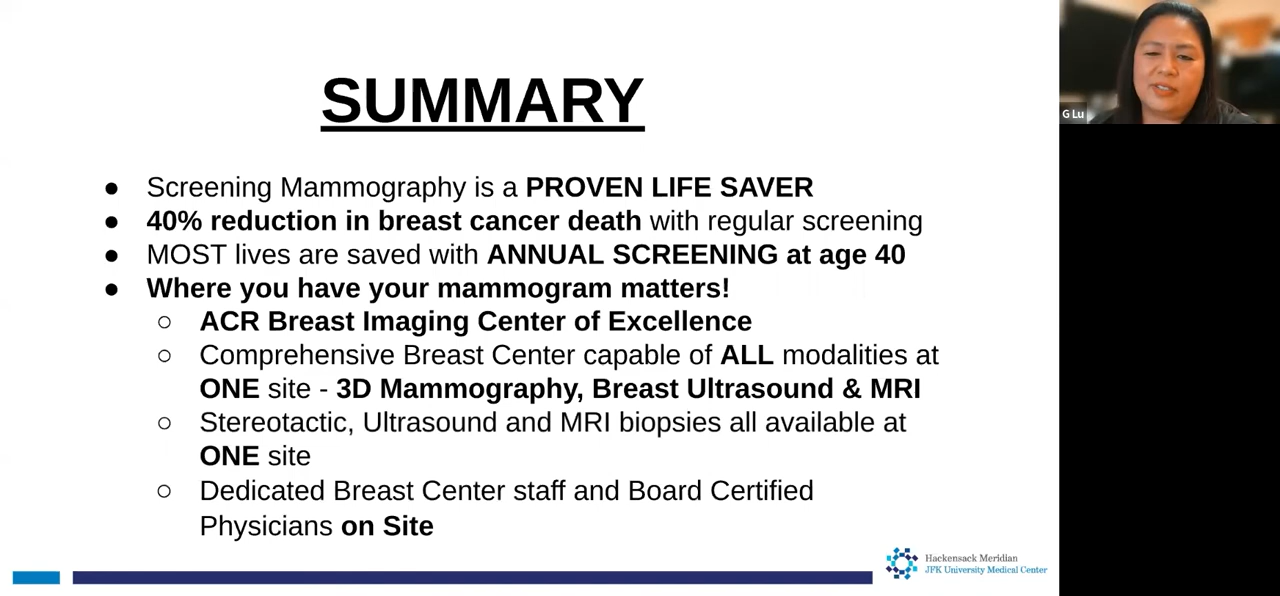 SUMMARY
● Screening Mammography is a PROVEN LIFE SAVER
● 40% reduction in breast cancer death with regular screening
● MOST lives are saved with ANNUAL SCREENING at age 40
● Where you have your mammogram matters!
○ ACR Breast Imaging Center of Excellence
○ Comprehensive Breast Center capable of ALL modalities at
ONE site - 3D Mammography, Breast Ultrasound & MRI
○ Stereotactic, Ultrasound and MRI biopsies all available at
ONE site
○ Dedicated Breast Center staff and Board Certified
Physicians on Site
Hackensack Meridian
JFK University Medical Center
G Lu